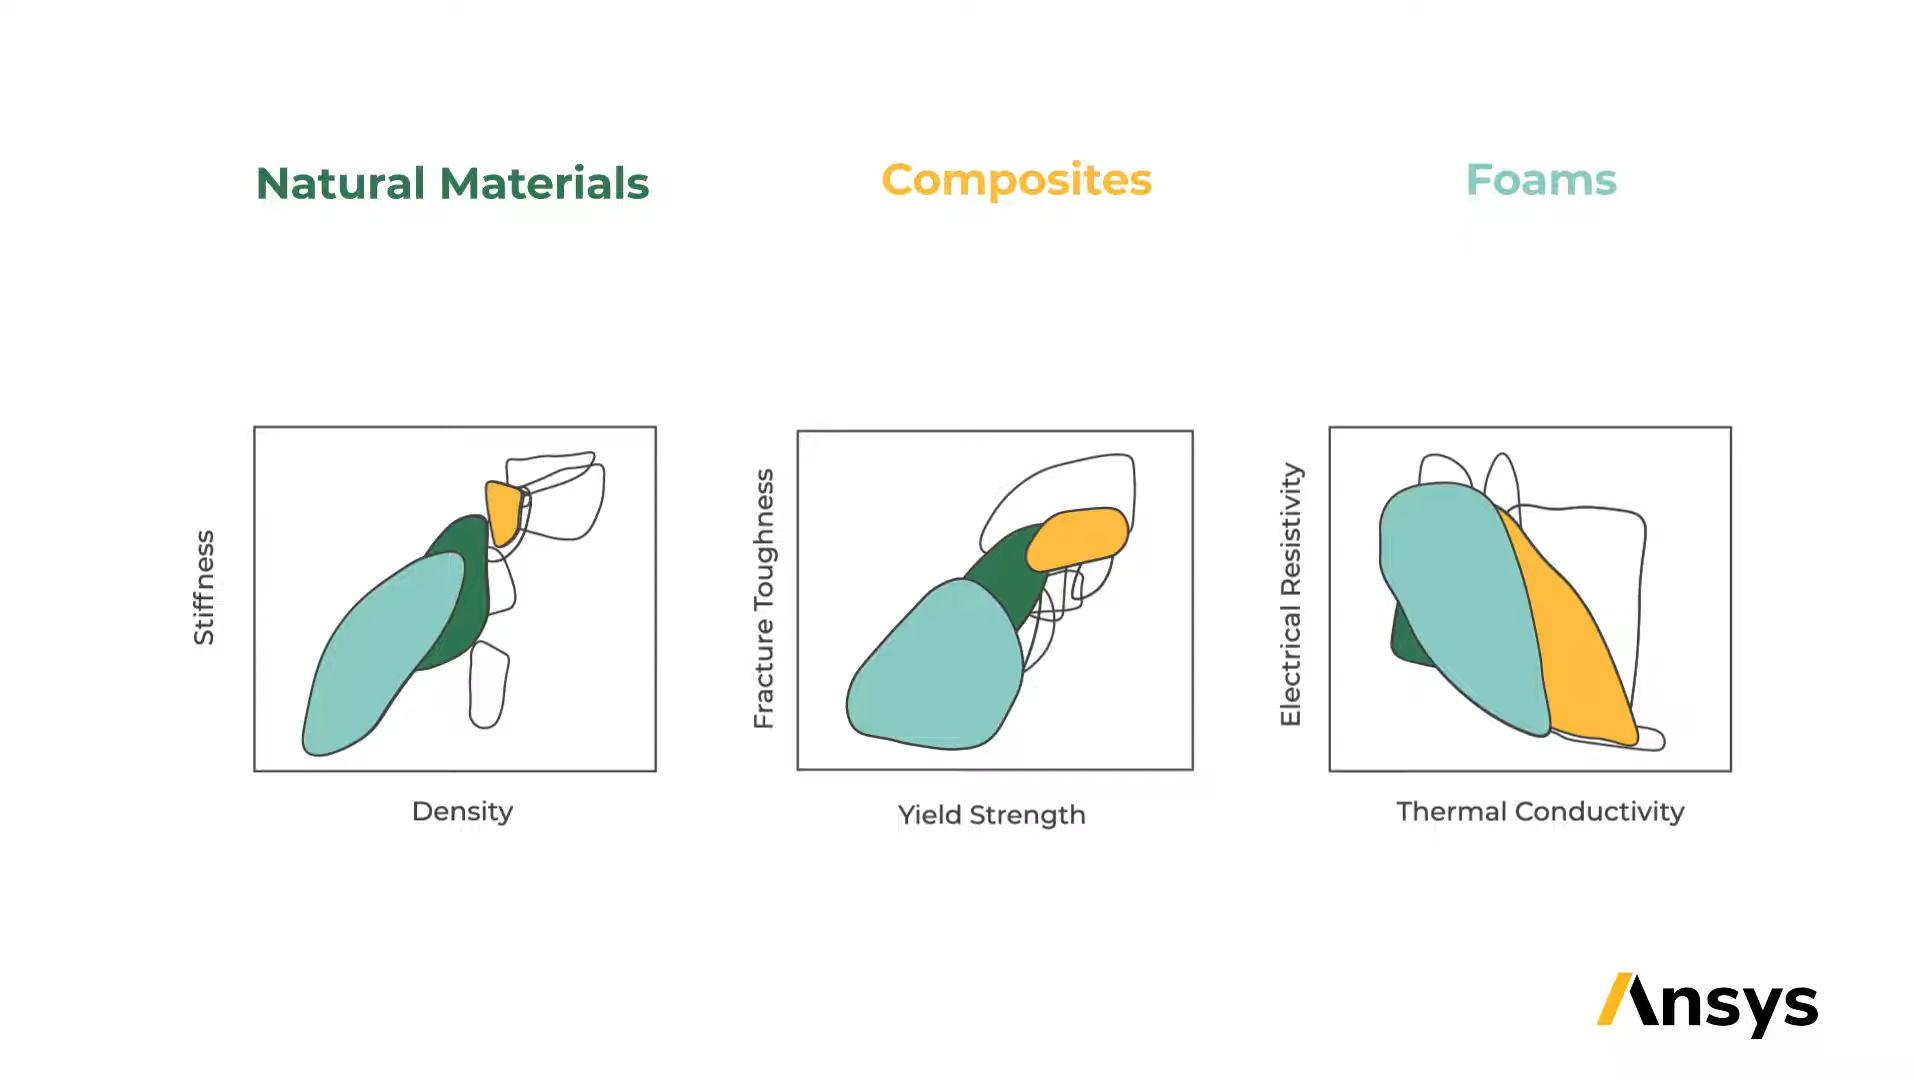 Natural Materials
Composites
Foams
Stiffness
Density
Fracture Toughness
Yield Strength
Electrical Resistivity
Thermal Conductivity
Ansys